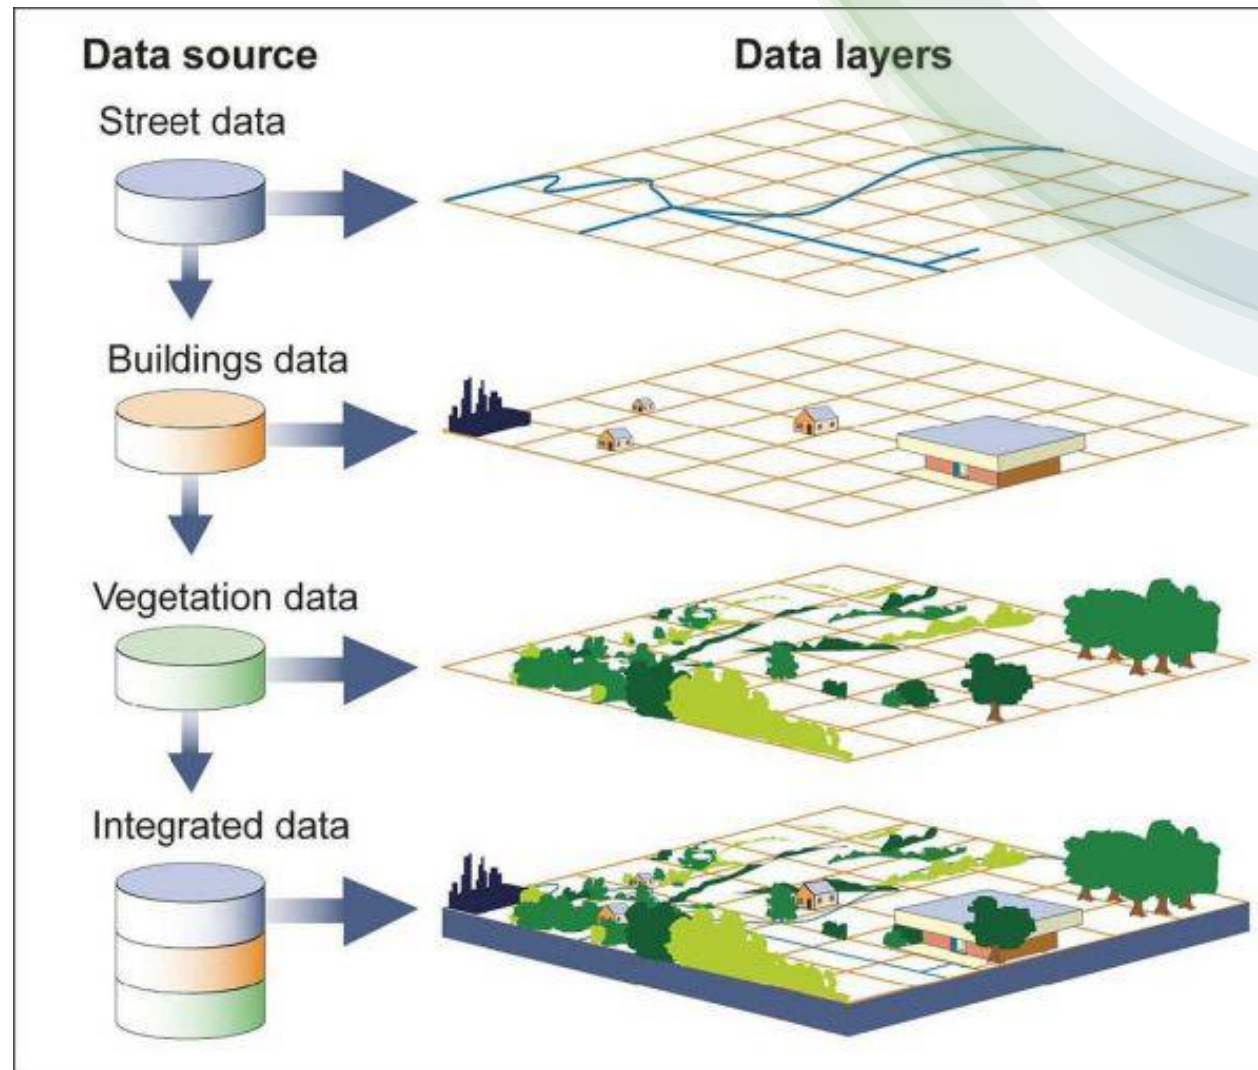 Data source
Data layers
Street data
Buildings data
Vegetation data
Integrated data